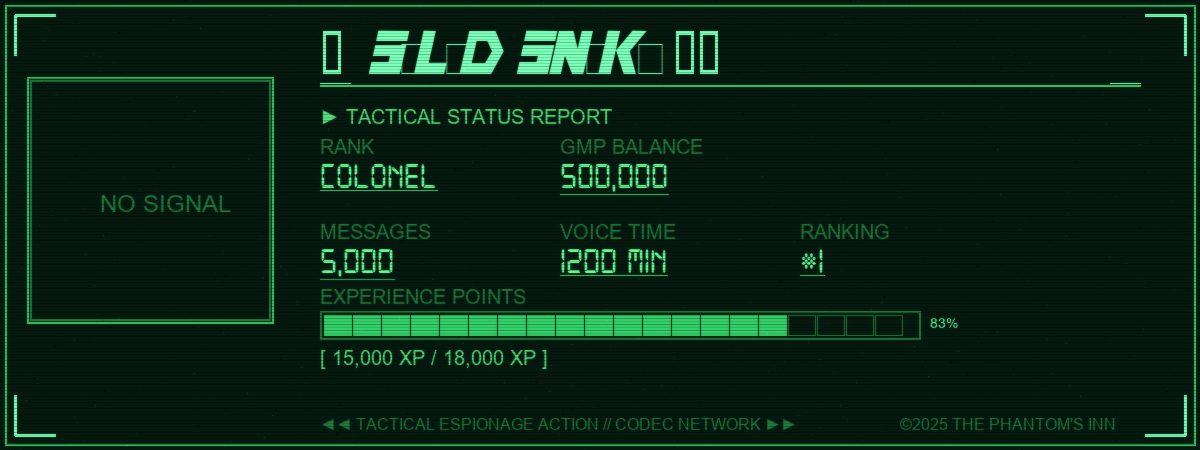 SLD SNK
NO SIGNAL
► TACTICAL STATUS REPORT
RANK GMP BALANCE
COLONEL 500,000
MESSAGES VOICE TIME RANKING
5,000 1200 MIN #1
EXPERIENCE POINTS
83%
[ 15,000 XP / 18,000 XP ]
◄◄ TACTICAL ESPIONAGE ACTION // CODEC NETWORK ►► ©2025 THE PHANTOM'S INN